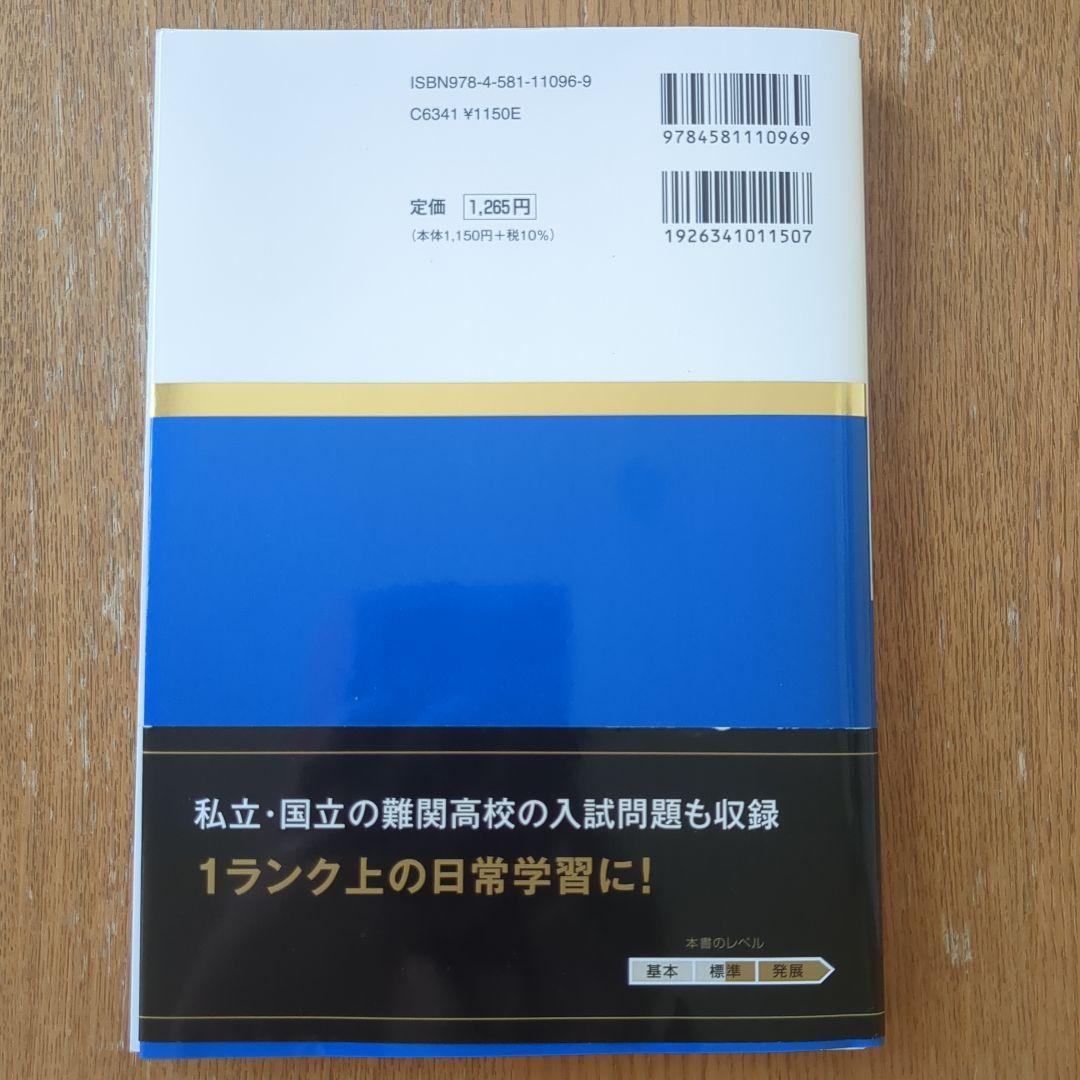 ISBN978-4-581-11096-9
C6341 ¥1150E
定価 1,265円
(本体1,150円+税10%)
9784581110969
1926341011507
私立・国立の難関高校の入試問題も収録
1ランク上の日常学習に!
本書のレベル
基本 標準 発展